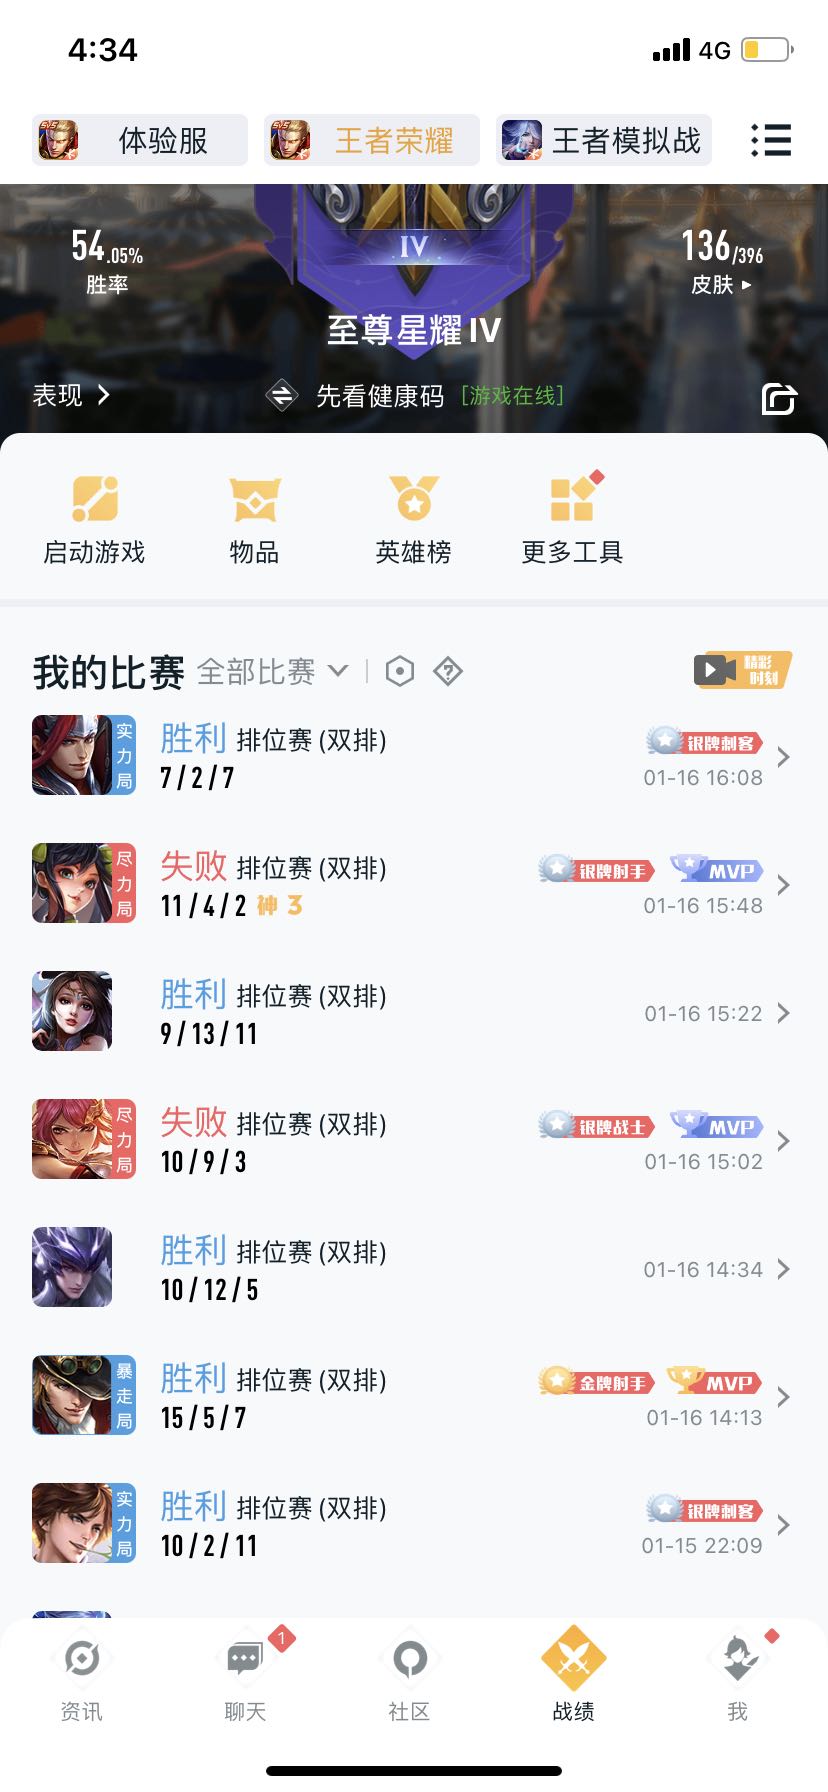 4:34 4G
体验服 王者荣耀 王者模拟战
54.05% 136/396
胜率 皮肤
IV
至尊星耀IV
表现 先看健康码 [游戏在线]
启动游戏 物品 英雄榜 更多工具
我的比赛 全部比赛 精彩时刻
实力局 胜利 排位赛 (双排) 银牌刺客
7/2/7 01-16 16:08
尽力局 失败 排位赛 (双排) 银牌射手 MVP
11/4/2 神 3 01-16 15:48
胜利 排位赛 (双排)
9/13/11 01-16 15:22
尽力局 失败 排位赛 (双排) 银牌战士 MVP
10/9/3 01-16 15:02
胜利 排位赛 (双排)
10/12/5 01-16 14:34
暴走局 胜利 排位赛 (双排) 金牌射手 MVP
15/5/7 01-16 14:13
实力局 胜利 排位赛 (双排) 银牌刺客
10/2/11 01-15 22:09
1
资讯 聊天 社区 战绩 我